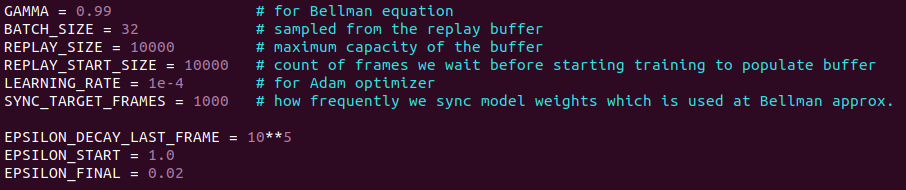 GAMMA = 0.99 # for Bellman equation
BATCH_SIZE = 32 # sampled from the replay buffer
REPLAY_SIZE = 10000 # maximum capacity of the buffer
REPLAY_START_SIZE = 10000 # count of frames we wait before starting training to populate buffer
LEARNING_RATE = 1e-4 # for Adam optimizer
SYNC_TARGET_FRAMES = 1000 # how frequently we sync model weights which is used at Bellman approx.
EPSILON_DECAY_LAST_FRAME = 10**5
EPSILON_START = 1.0
EPSILON_FINAL = 0.02